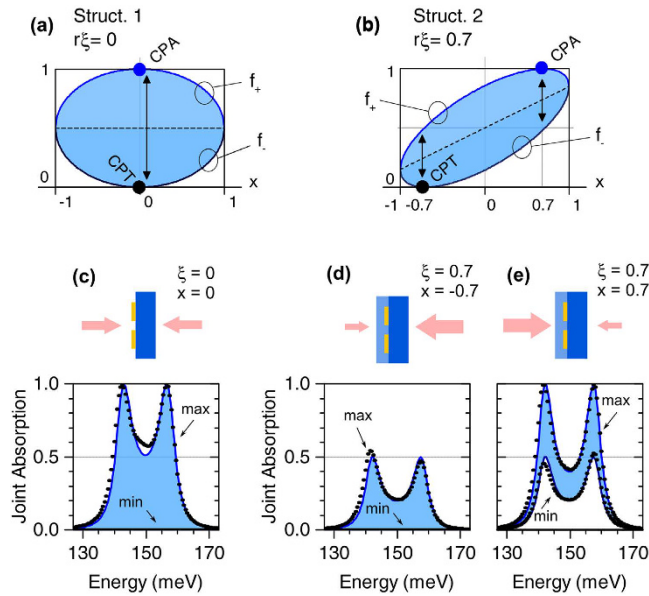 (a) Struct. 1
rξ= 0
CPA
f+
f-
CPT
1
0
-1 0 1 x
(b) Struct. 2
rξ= 0.7
CPA
f+
f-
CPT
1
0
-1 -0.7 0 0.7 1 x
(c) ξ = 0
x = 0
(d) ξ = 0.7
x = -0.7
(e) ξ = 0.7
x = 0.7
Joint Absorption
1.0
0.5
0.0
max
min
130 150 170
Energy (meV)
Joint Absorption
1.0
0.5
0.0
max
min
130 150 170
Energy (meV)
max
min
130 150 170
Energy (meV)